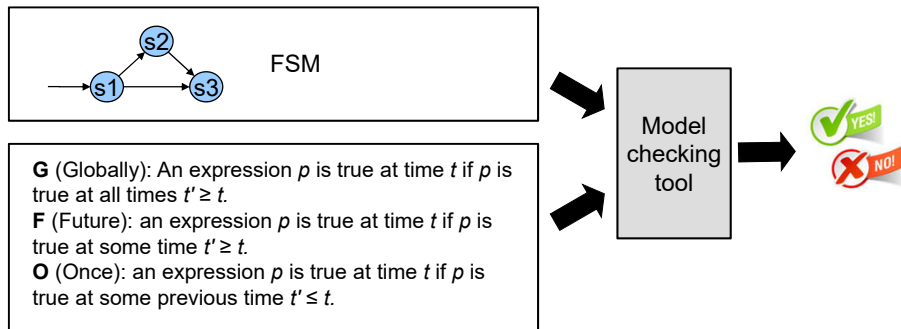 s2
FSM
s1
s3
Model
checking
tool
YES!
NO!
G (Globally): An expression p is true at time t if p is
true at all times t' ≥ t.
F (Future): an expression p is true at time t if p is
true at some time t' ≥ t.
O (Once): an expression p is true at time t if p is
true at some previous time t' ≤ t.